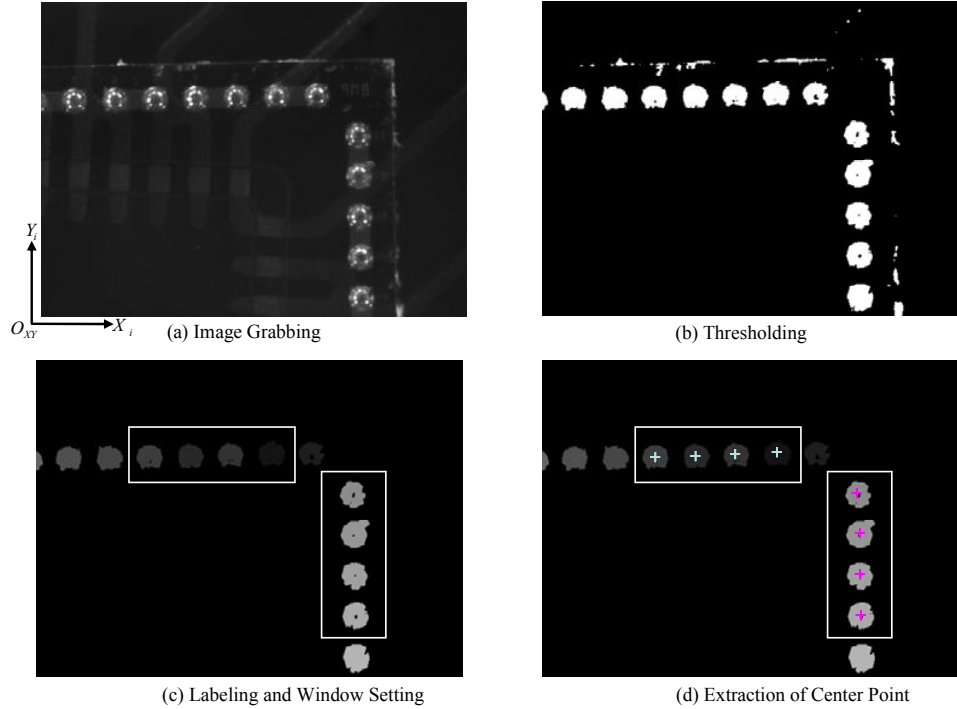 Y_i
O_XY X_i
(a) Image Grabbing
(b) Thresholding
(c) Labeling and Window Setting
(d) Extraction of Center Point